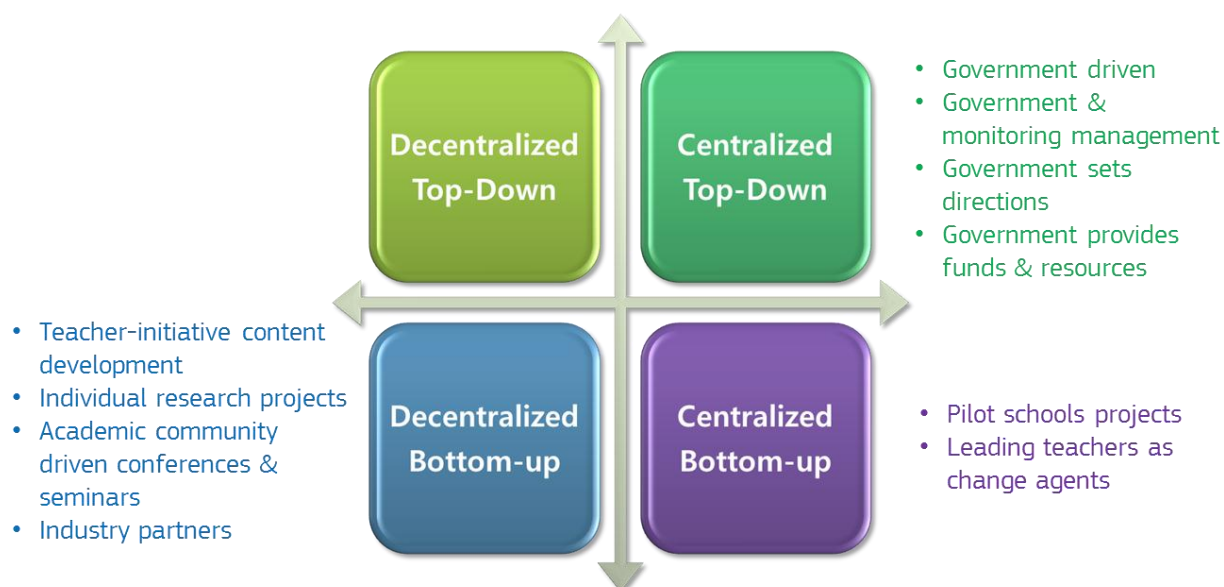 Decentralized
Top-Down
Centralized
Top-Down
• Government driven
• Government &
monitoring management
• Government sets
directions
• Government provides
funds & resources
• Teacher-initiative content
development
• Individual research projects
• Academic community
driven conferences &
seminars
• Industry partners
Decentralized
Bottom-up
Centralized
Bottom-up
• Pilot schools projects
• Leading teachers as
change agents